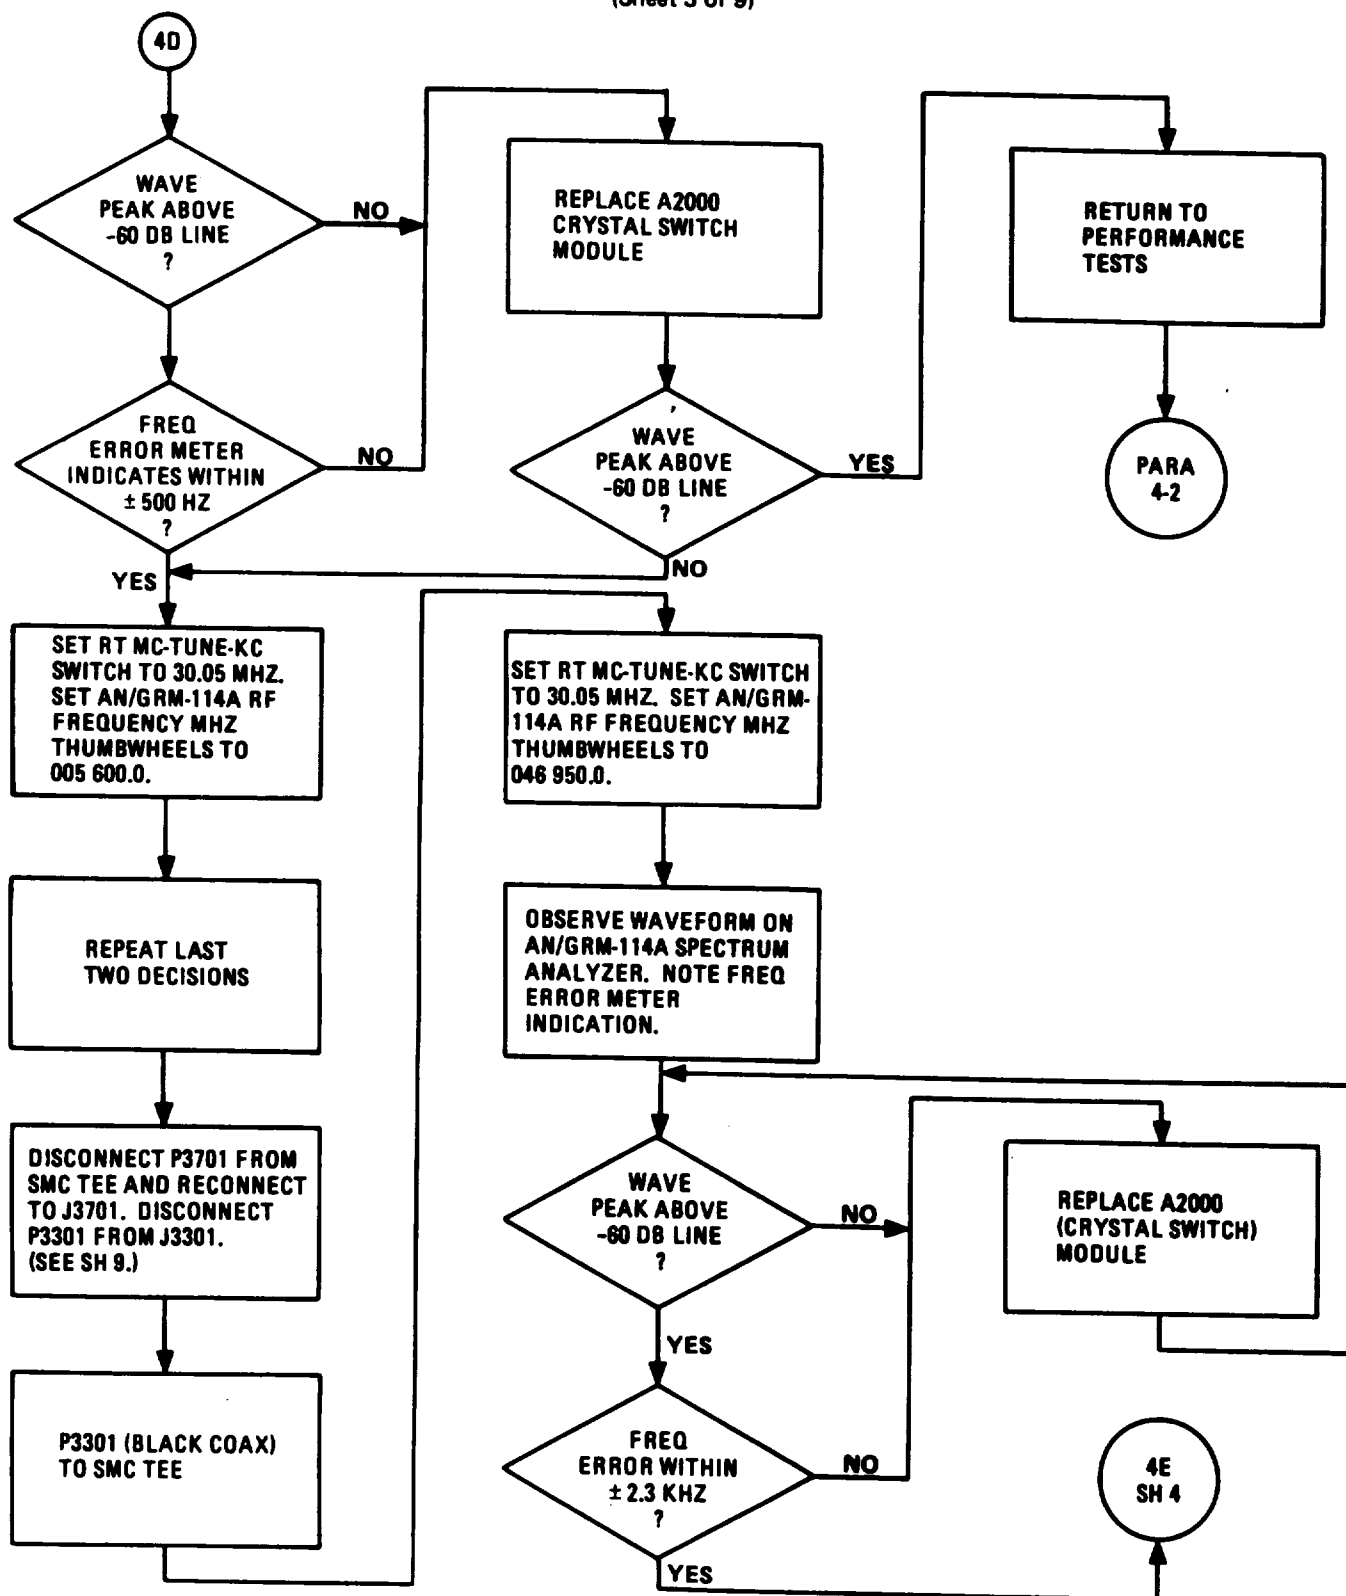 (Sheet 3 of 9)
4D
WAVE
PEAK ABOVE
-60 DB LINE
?
NO
REPLACE A2000
CRYSTAL SWITCH
MODULE
RETURN TO
PERFORMANCE
TESTS
FREQ
ERROR METER
INDICATES WITHIN
± 500 HZ
?
NO
WAVE
PEAK ABOVE
-60 DB LINE
?
YES
PARA
4-2
NO
YES
SET RT MC-TUNE-KC
SWITCH TO 30.05 MHZ.
SET AN/GRM-114A RF
FREQUENCY MHZ
THUMBWHEELS TO
005 600.0.
REPEAT LAST
TWO DECISIONS
DISCONNECT P3701 FROM
SMC TEE AND RECONNECT
TO J3701. DISCONNECT
P3301 FROM J3301.
(SEE SH 9.)
P3301 (BLACK COAX)
TO SMC TEE
SET RT MC-TUNE-KC SWITCH
TO 30.05 MHZ. SET AN/GRM-
114A RF FREQUENCY MHZ
THUMBWHEELS TO
046 950.0.
OBSERVE WAVEFORM ON
AN/GRM-114A SPECTRUM
ANALYZER. NOTE FREQ
ERROR METER
INDICATION.
WAVE
PEAK ABOVE
-60 DB LINE
?
NO
REPLACE A2000
(CRYSTAL SWITCH)
MODULE
YES
FREQ
ERROR WITHIN
± 2.3 KHZ
?
NO
YES
4E
SH 4